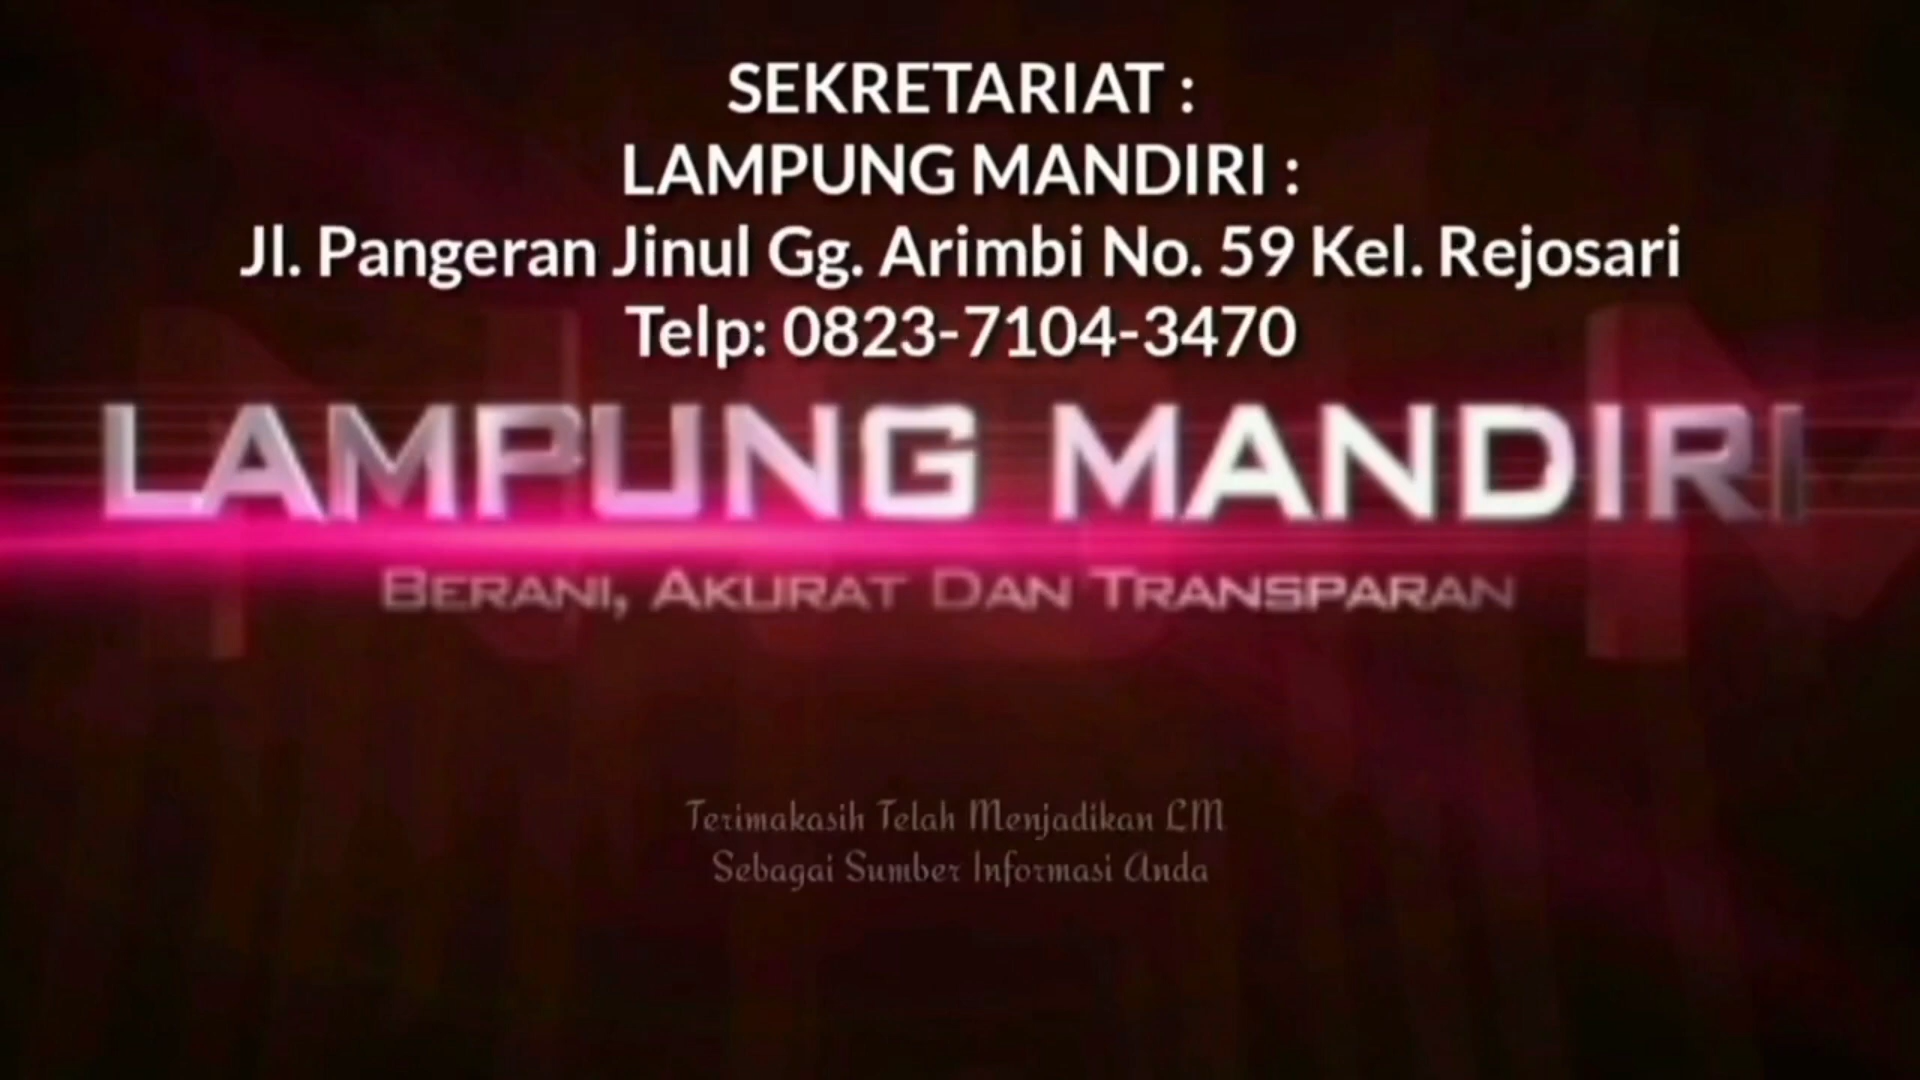 SEKRETARIAT :
LAMPUNG MANDIRI :
Jl. Pangeran Jinul Gg. Arimbi No. 59 Kel. Rejosari
Telp: 0823-7104-3470
LAMPUNG MANDIRI
BERANI, AKURAT DAN TRANSPARAN
Terimakasih Telah Menjadikan LM
Sebagai Sumber Informasi Anda